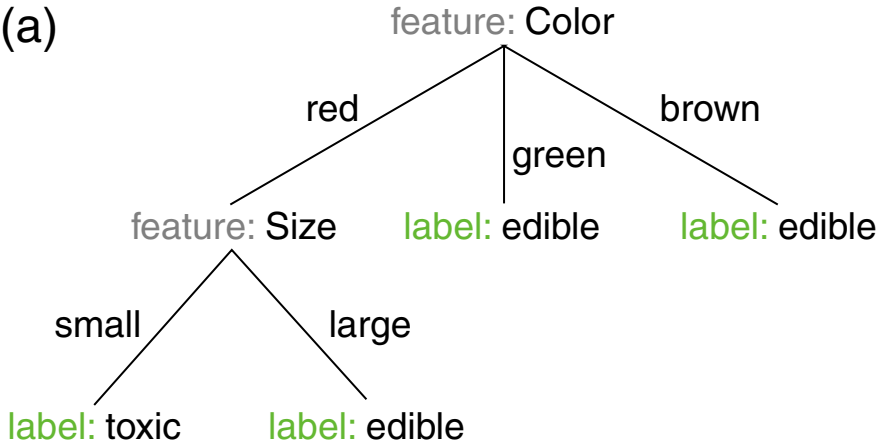 (a)
feature: Color
red
brown
green
feature: Size
label: edible
label: edible
small
large
label: toxic
label: edible